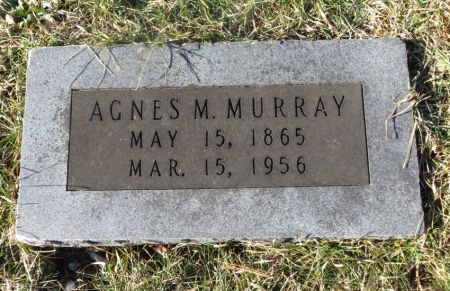 AGNES M. MURRAY
MAY 15, 1865
MAR. 15, 1956